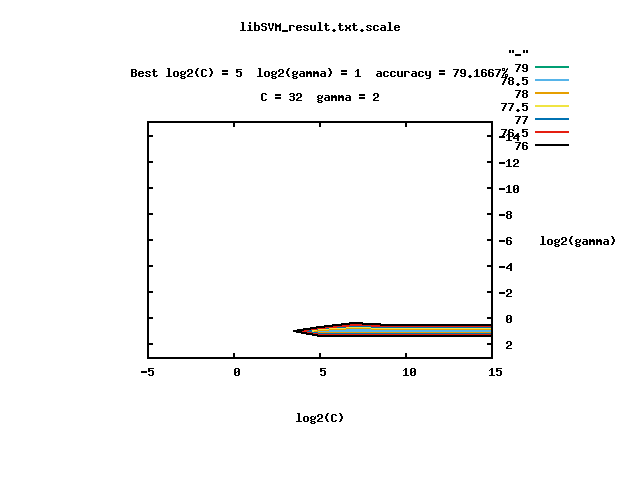 libSVM_result.txt.scale
"-"
Best log2(C) = 5  log2(gamma) = 1  accuracy = 79.1667%
C = 32  gamma = 2
79
78.5
78
77.5
77
76.5
76
-14
-12
-10
-8
-6
log2(gamma)
-4
-2
0
2
-5 0 5 10 15
log2(C)